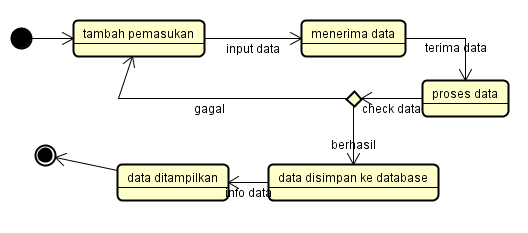 tambah pemasukan
input data
menerima data
terima data
proses data
check data
gagal
berhasil
data disimpan ke database
info data
data ditampilkan